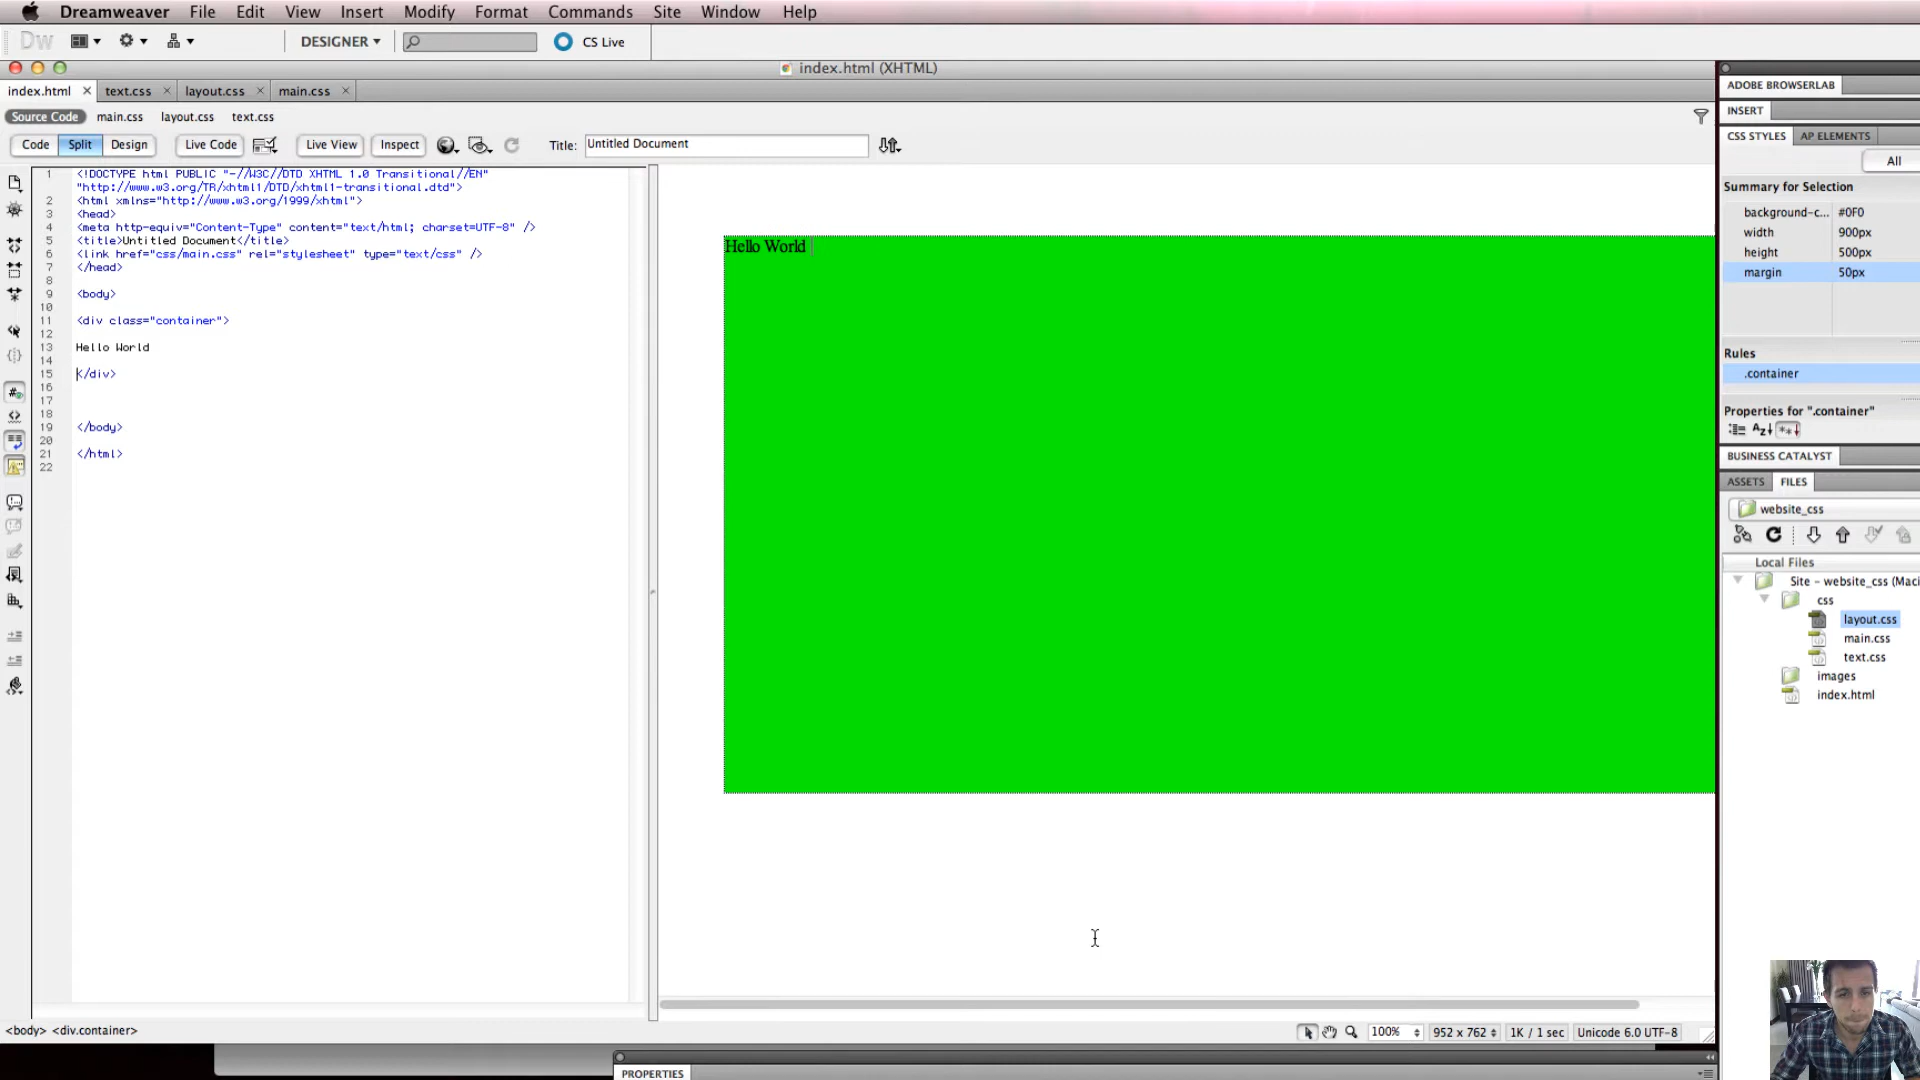 Dreamweaver File Edit View Insert Modify Format Commands Site Window Help
Dw DESIGNER CS Live
index.html (XHTML)
index.html text.css layout.css main.css
Source Code main.css layout.css text.css
Code Split Design Live Code Live View Inspect Title: Untitled Document
1 <!DOCTYPE html PUBLIC "-//W3C//DTD XHTML 1.0 Transitional//EN"
"http://www.w3.org/TR/xhtml1/DTD/xhtml1-transitional.dtd">
2 <html xmlns="http://www.w3.org/1999/xhtml">
3 <head>
4 <meta http-equiv="Content-Type" content="text/html; charset=UTF-8" />
5 <title>Untitled Document</title>
6 <link href="css/main.css" rel="stylesheet" type="text/css" />
7 </head>
8
9 <body>
10
11 <div class="container">
12
13 Hello World
14
15 </div>
16
17
18
19 </body>
20
21 </html>
22
Hello World
ADOBE BROWSERLAB
INSERT
CSS STYLES AP ELEMENTS
All
Summary for Selection
background-c... #0F0
width 900px
height 500px
margin 50px
Rules
.container
Properties for ".container"
BUSINESS CATALYST
ASSETS FILES
website_css
Local Files
Site - website_css (Maci
css
layout.css
main.css
text.css
images
index.html
<body> <div.container>
100% 952 x 762 1K / 1 sec Unicode 6.0 UTF-8
PROPERTIES